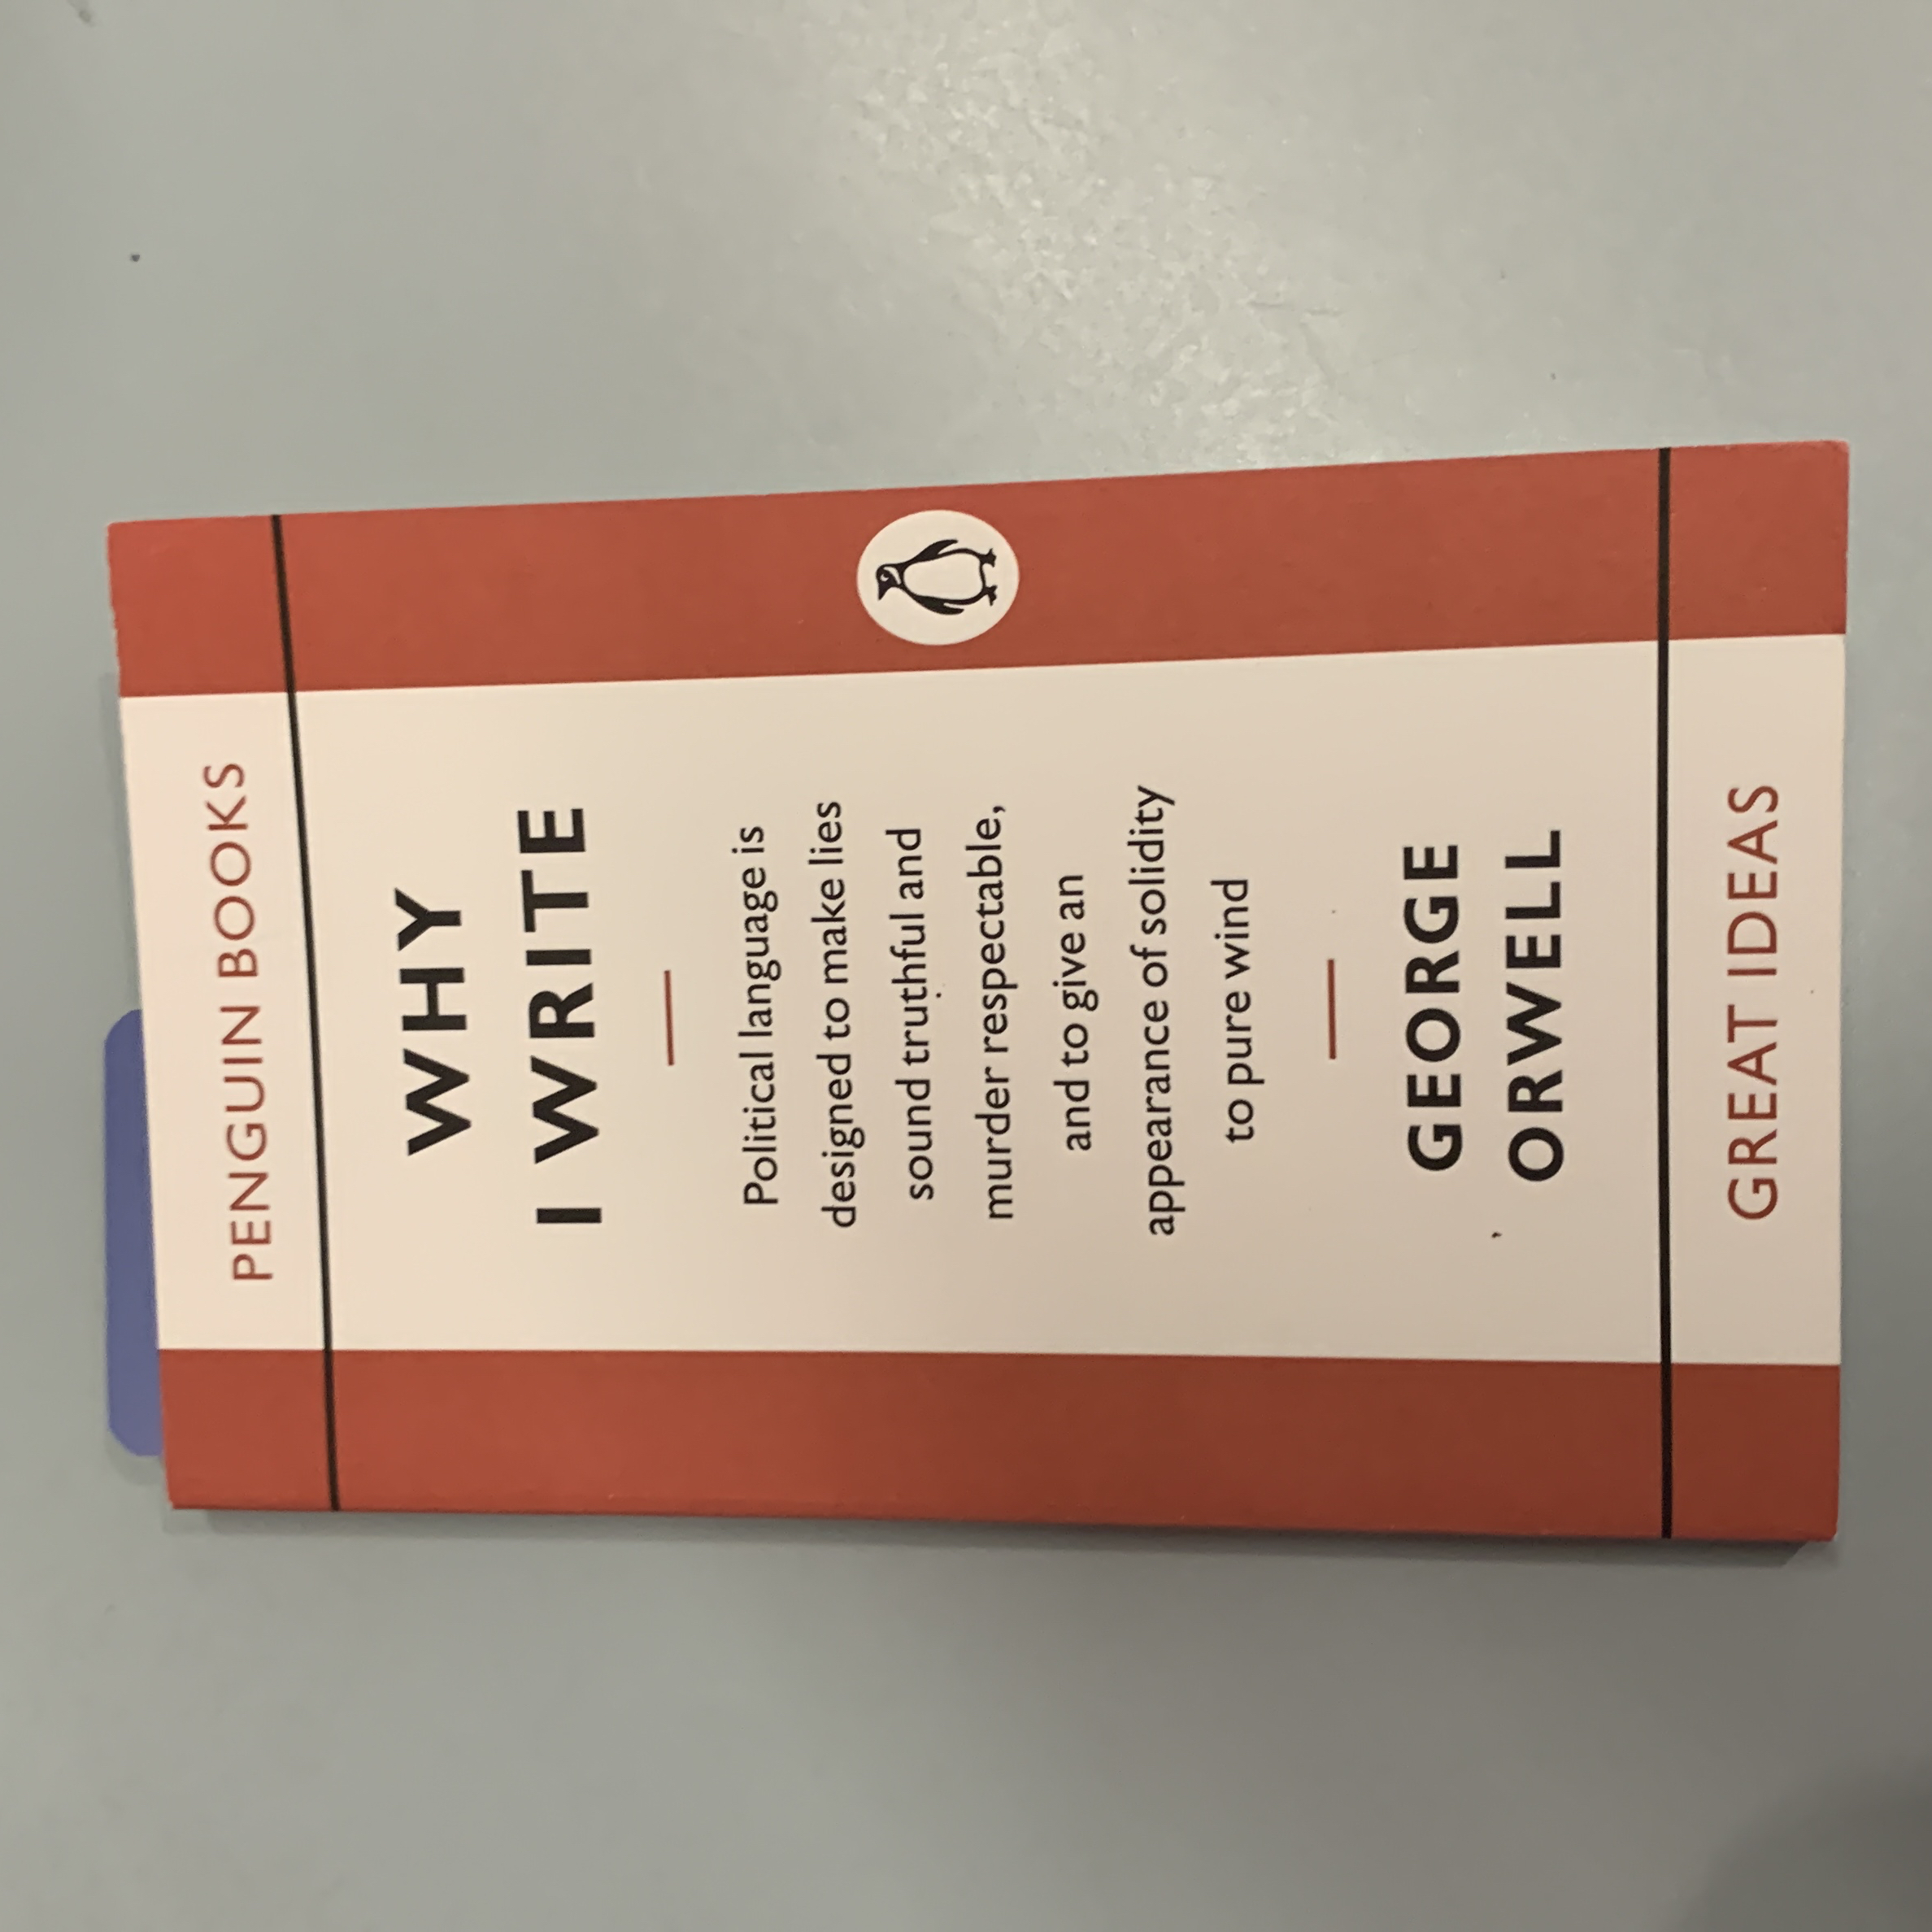 PENGUIN BOOKS
WHY
I WRITE
Political language is
designed to make lies
sound truthful and
murder respectable,
and to give an
appearance of solidity
to pure wind
GEORGE
ORWELL
GREAT IDEAS